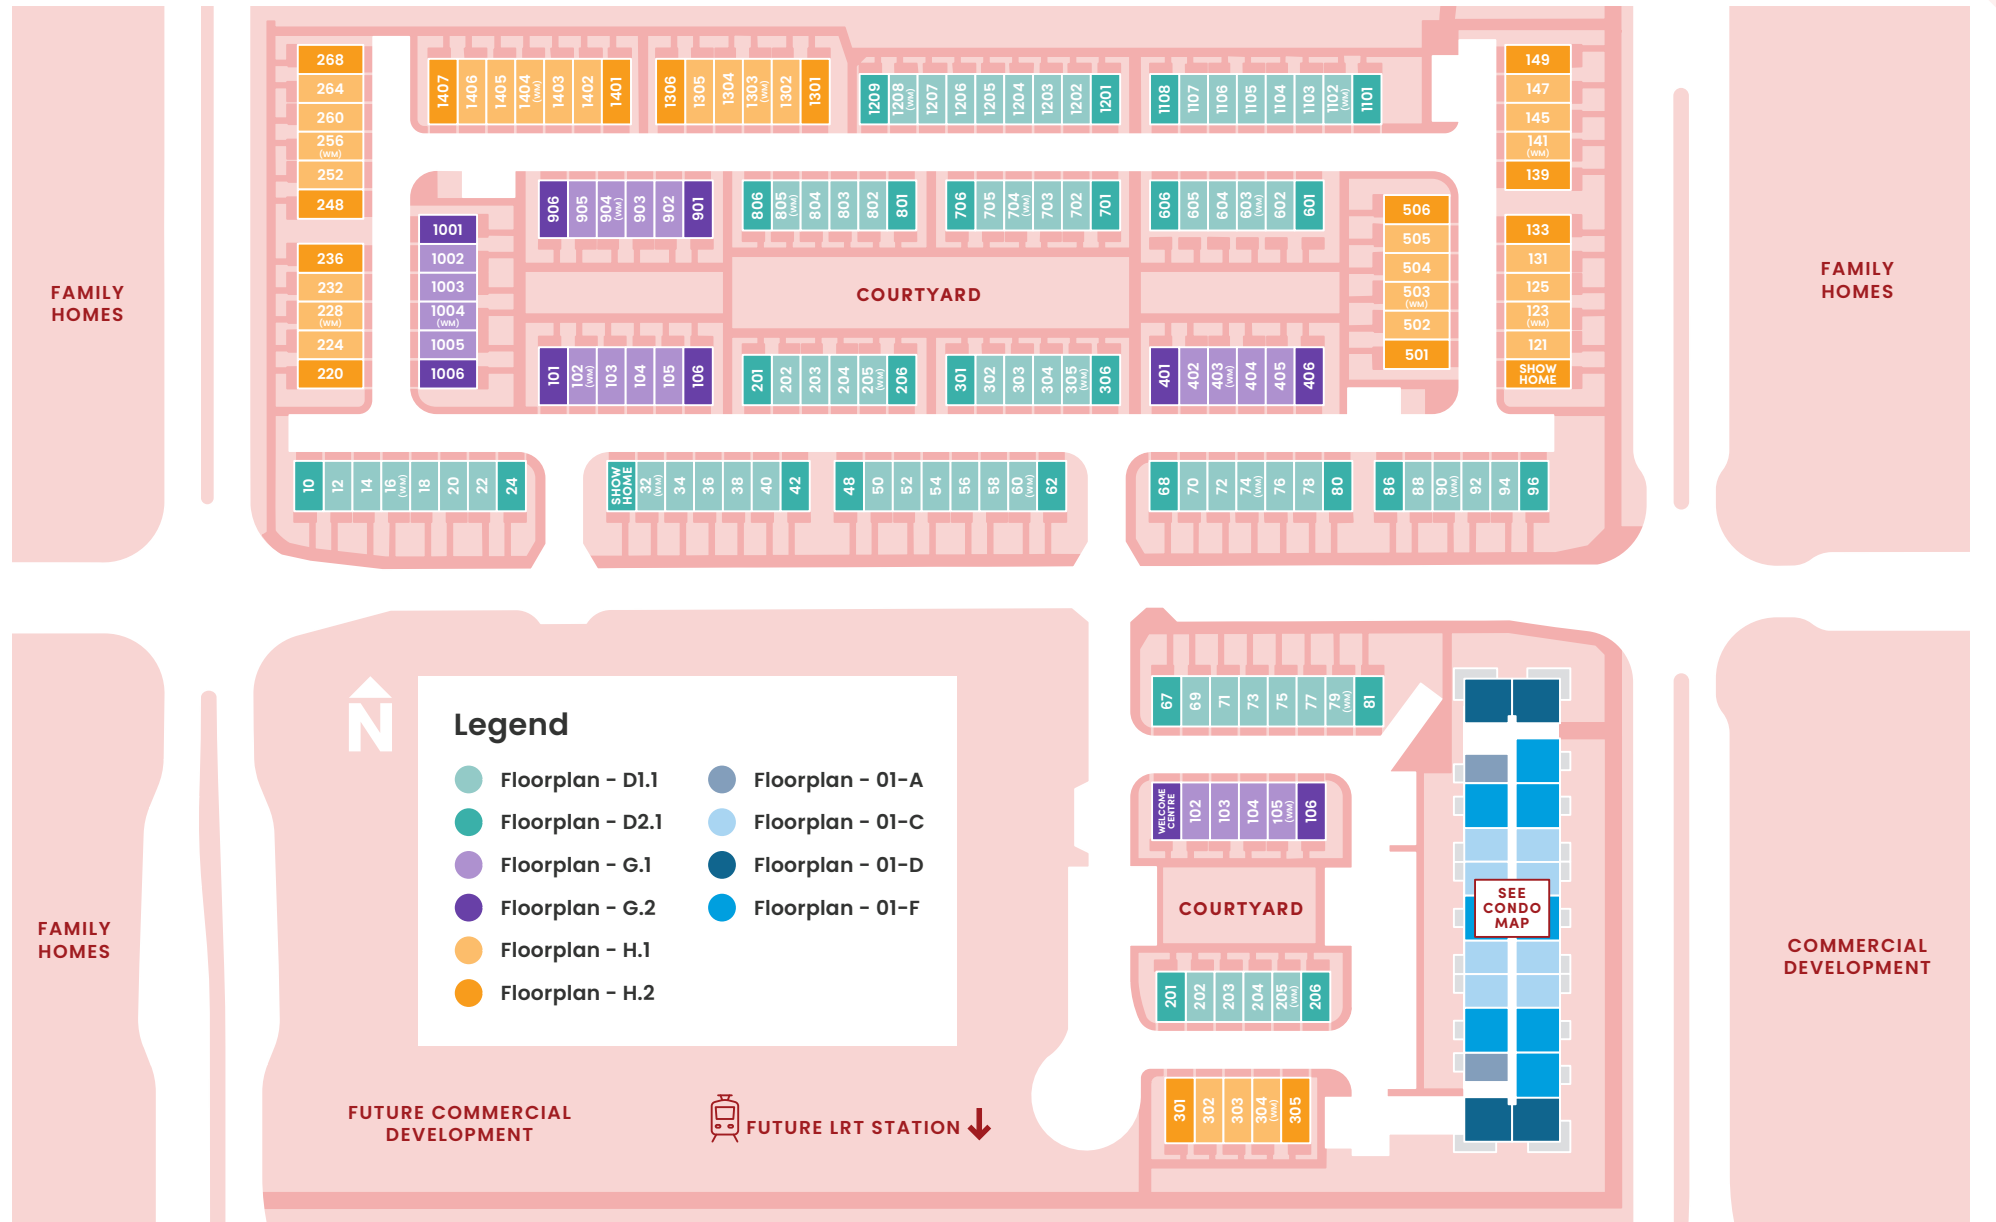 268
264
260
256
(WM)
252
248
236
232
228
(WM)
224
220
1407
1406
1405
1404
(WM)
1403
1402
1401
1306
1305
1304
1303
(WM)
1302
1301
1209
1208
(WM)
1207
1206
1205
1204
1203
1202
1201
1108
1107
1106
1105
1104
1103
1102
(WM)
1101
149
147
145
141
(WM)
139
133
131
125
123
(WM)
121
SHOW
HOME
1001
1002
1003
1004
(WM)
1005
1006
906
905
904
(WM)
903
902
901
806
805
(WM)
804
803
802
801
706
705
704
(WM)
703
702
701
606
605
604
603
(WM)
602
601
506
505
504
503
(WM)
502
501
FAMILY
HOMES
COURTYARD
FAMILY
HOMES
101
102
(WM)
103
104
105
106
201
202
203
204
205
(WM)
206
301
302
303
304
305
(WM)
306
401
402
403
(WM)
404
405
406
10
12
14
16
(WM)
18
20
22
24
SHOW
HOME
32
(WM)
34
36
38
40
42
48
50
52
54
56
58
60
(WM)
62
68
70
72
74
(WM)
76
78
80
86
88
90
(WM)
92
94
96
N
Legend
Floorplan - D1.1
Floorplan - D2.1
Floorplan - G.1
Floorplan - G.2
Floorplan - H.1
Floorplan - H.2
Floorplan - 01-A
Floorplan - 01-C
Floorplan - 01-D
Floorplan - 01-F
67
69
71
73
75
77
79
(WM)
81
WELCOME
CENTRE
102
103
104
105
(WM)
106
COURTYARD
201
202
203
204
205
(WM)
206
301
302
303
304
(WM)
305
SEE
CONDO
MAP
FAMILY
HOMES
COMMERCIAL
DEVELOPMENT
FUTURE COMMERCIAL
DEVELOPMENT
FUTURE LRT STATION